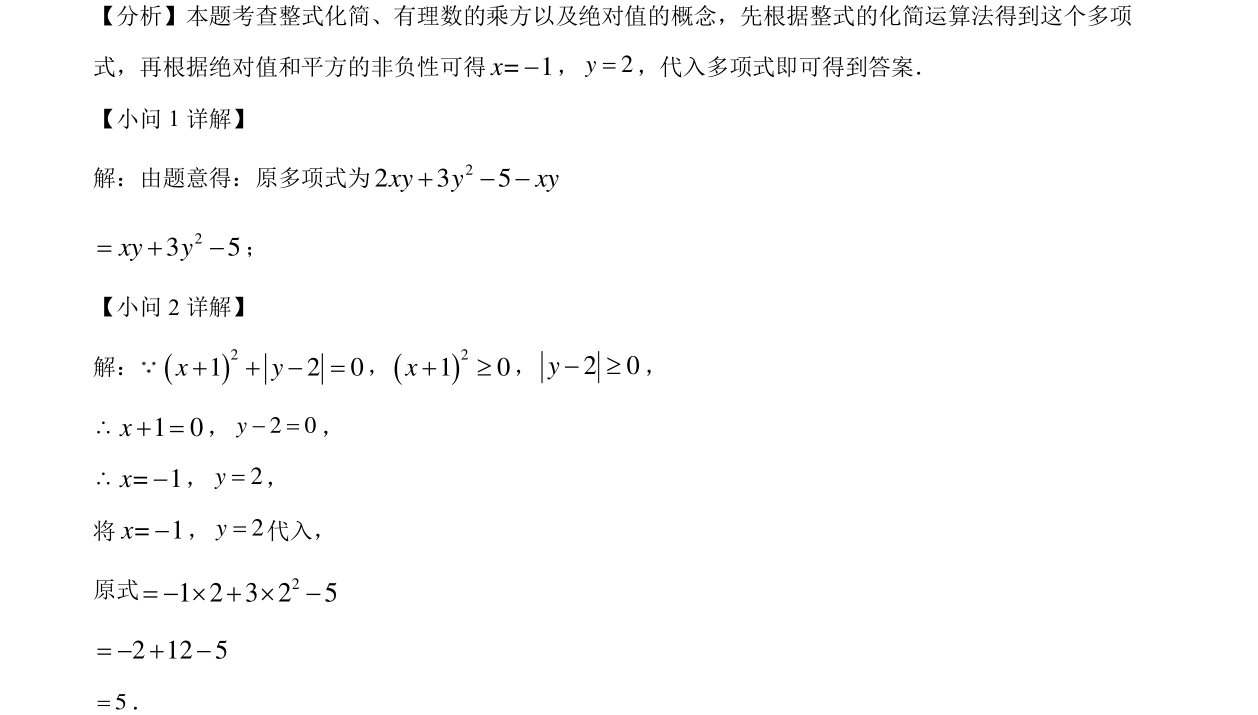 【分析】本题考查整式化简、有理数的乘方以及绝对值的概念，先根据整式的化简运算法得到这个多项
式，再根据绝对值和平方的非负性可得 x=−1， y=2，代入多项式即可得到答案．
【小问 1 详解】
解：由题意得：原多项式为 2xy+3y²−5−xy
=xy+3y²−5；
【小问 2 详解】
解：∵(x+1)²+|y−2|=0，(x+1)²≥0，|y−2|≥0，
∴ x+1=0， y−2=0，
∴ x=−1， y=2，
将 x=−1， y=2代入，
原式=−1×2+3×2²−5
=−2+12−5
=5．